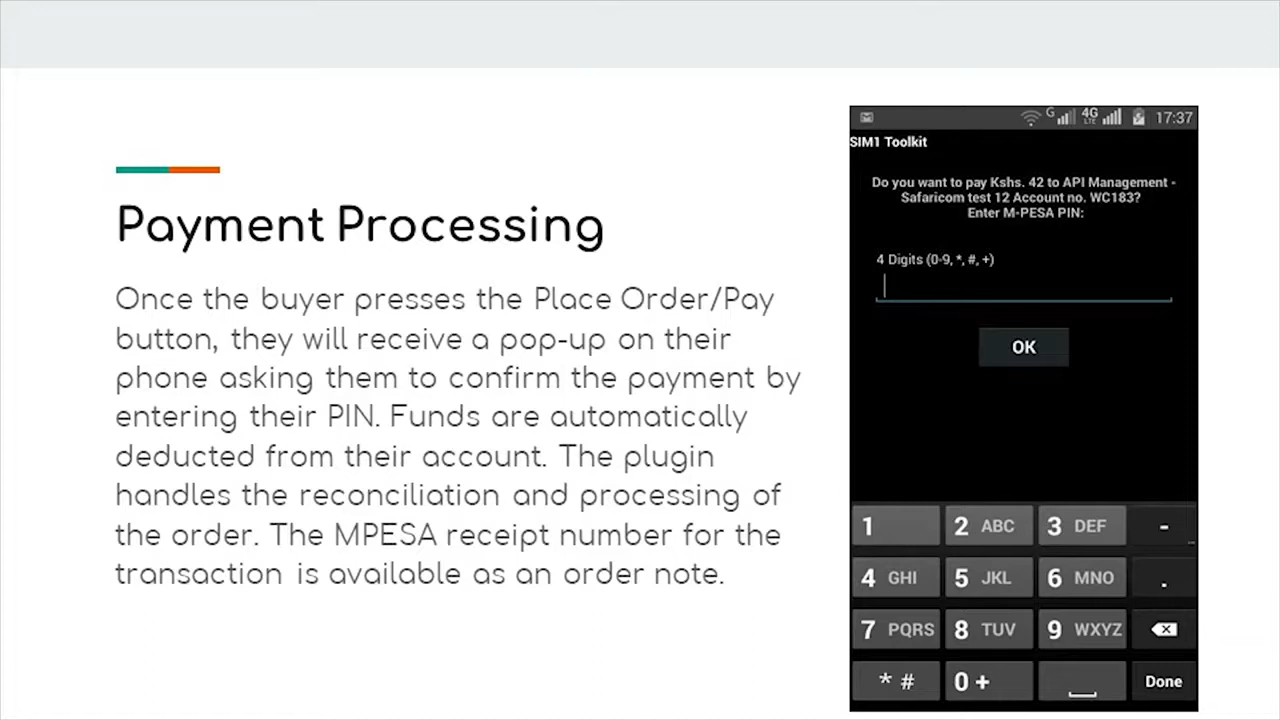 Payment Processing
Once the buyer presses the Place Order/Pay
button, they will receive a pop-up on their
phone asking them to confirm the payment by
entering their PIN. Funds are automatically
deducted from their account. The plugin
handles the reconciliation and processing of
the order. The MPESA receipt number for the
transaction is available as an order note.
G 4G LTE 17:37
SIM1 Toolkit
Do you want to pay Kshs. 42 to API Management -
Safaricom test 12 Account no. WC183?
Enter M-PESA PIN:
4 Digits (0-9, *, #, +)
OK
1 2 ABC 3 DEF -
4 GHI 5 JKL 6 MNO .
7 PQRS 8 TUV 9 WXYZ
* # 0 + Done